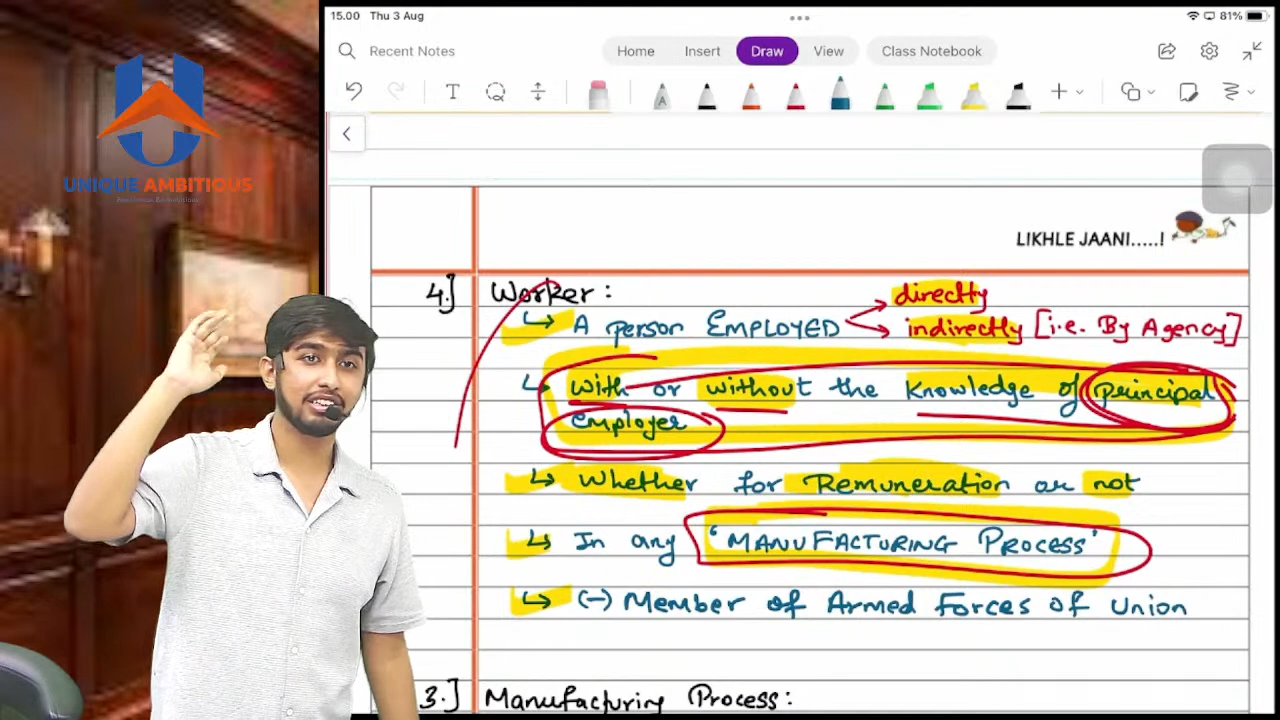 15.00 Thu 3 Aug
81%
Recent Notes
Home Insert Draw View Class Notebook
UNIQUE AMBITIOUS
LIKHLE JAANI.....!
4.] Worker:
↳ A person EMPLOYED directly
indirectly [i.e. By Agency]
↳ With or without the Knowledge of principal
employer
↳ Whether for Remuneration or not
↳ In any 'MANUFACTURING PROCESS'
↳ (-) Member of Armed Forces of Union
3.] Manufacturing Process: